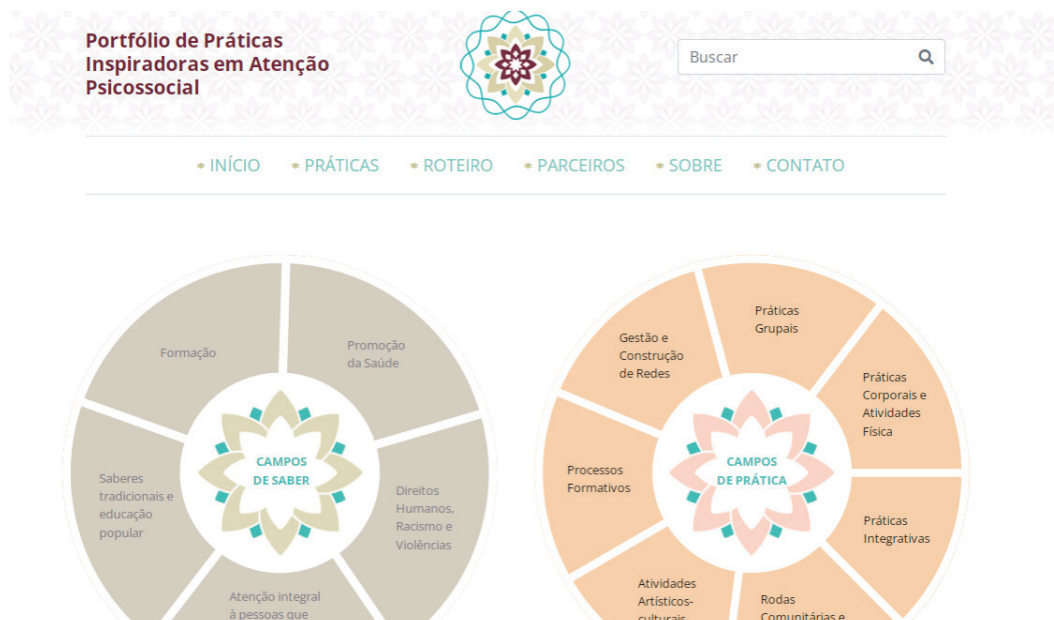 Portfólio de Práticas
Inspiradoras em Atenção
Psicossocial
Buscar
INÍCIO
PRÁTICAS
ROTEIRO
PARCEIROS
SOBRE
CONTATO
Formação
Promoção
da Saúde
Saberes
tradicionais e
educação
popular
CAMPOS
DE SABER
Direitos
Humanos,
Racismo e
Violências
Atenção integral
à pessoas que
Gestão e
Construção
de Redes
Práticas
Grupais
Práticas
Corporais e
Atividades
Física
Processos
Formativos
CAMPOS
DE PRÁTICA
Práticas
Integrativas
Atividades
Artísticos-
culturais
Rodas
Comunitárias e